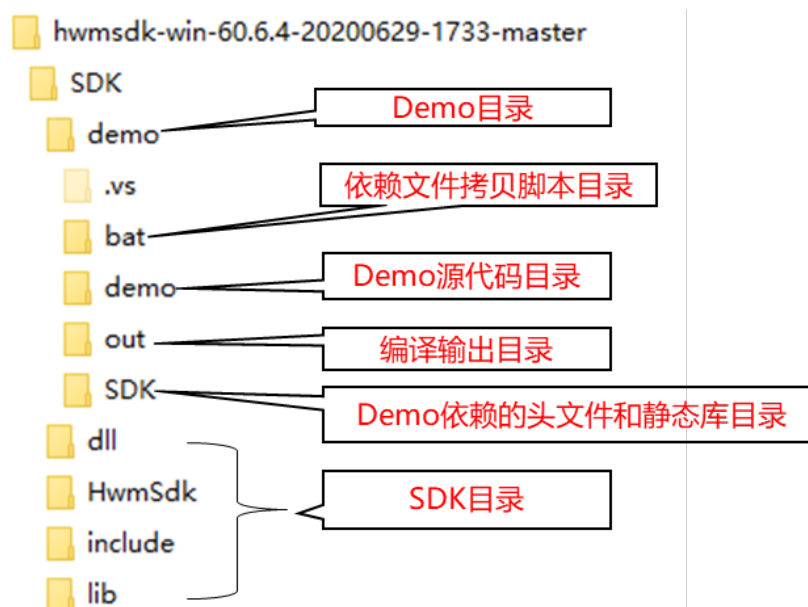 hwmsdk-win-60.6.4-20200629-1733-master
SDK
demo
Demo目录
.vs
依赖文件拷贝脚本目录
bat
demo
Demo源代码目录
out
编译输出目录
SDK
Demo依赖的头文件和静态库目录
dll
HwmSdk
SDK目录
include
lib